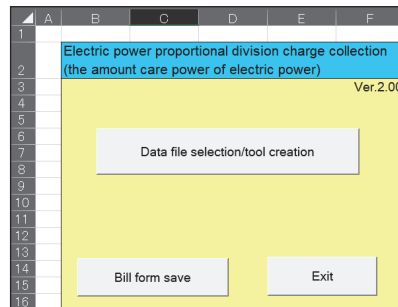 A B C D E F
1
Electric power proportional division charge collection
2 (the amount care power of electric power)
3 Ver.2.00
4
5
6
7 Data file selection/tool creation
8
9
10
11
12
13
14 Bill form save Exit
15
16